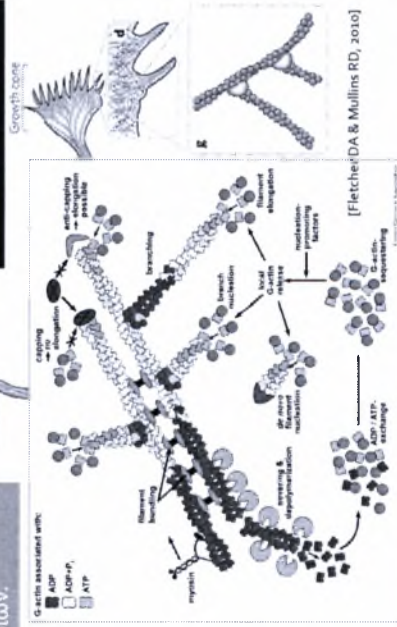 ιων.
Growth cone
d
g
[Fletcher DA & Mullins RD, 2010]
G-actin associated with:
ADP
ADP+Pi
ATP
capping
→ no
elongation
anti-capping
→ elongation
possible
branching
filament
bundling
myosin
branch
nucleation
filament
elongation
local
G-actin
release
de novo
filament
nucleation
nucleation-
promoting
factors
severing &
depolymerization
ADP / ATP-
exchange
G-actin-
sequestering